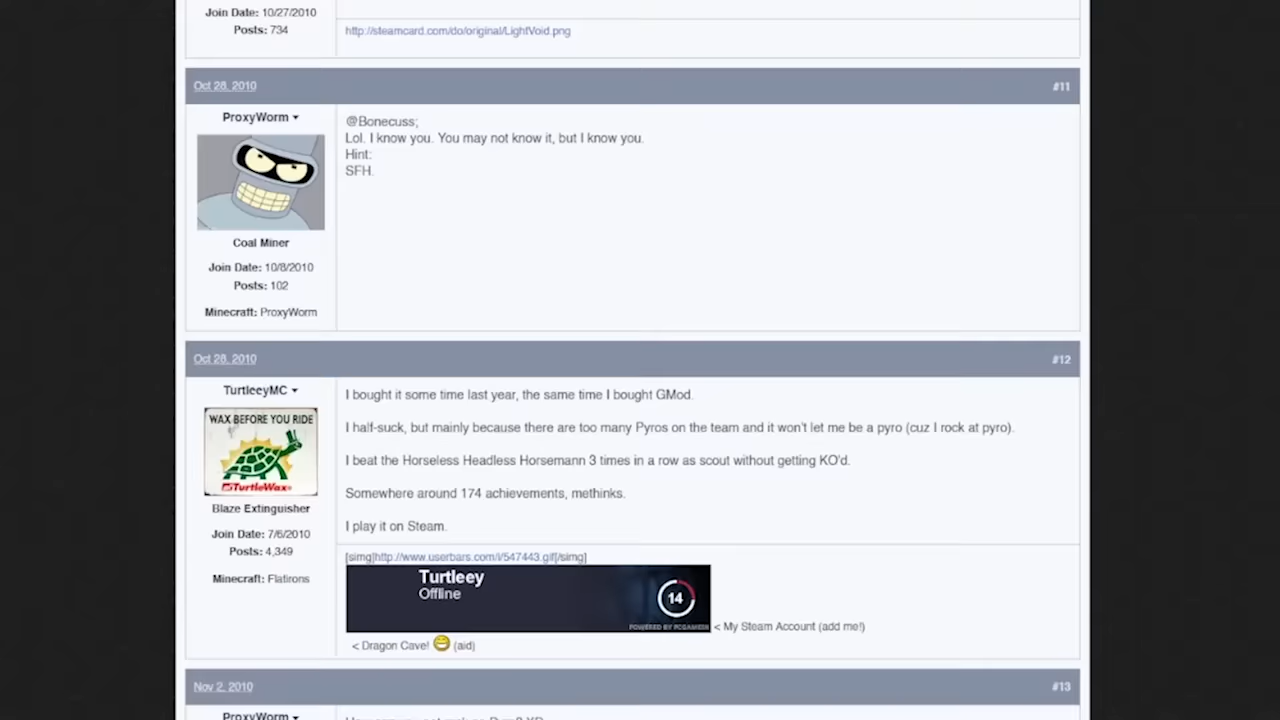 Join Date: 10/27/2010
Posts: 734
http://steamcard.com/do/original/LightVoid.png
Oct 28, 2010
#11
ProxyWorm
Coal Miner
Join Date: 10/8/2010
Posts: 102
Minecraft: ProxyWorm
@Bonecuss;
Lol. I know you. You may not know it, but I know you.
Hint:
SFH.
Oct 28, 2010
#12
TurtleeyMC
WAX BEFORE YOU RIDE
TurtleWax
Blaze Extinguisher
Join Date: 7/6/2010
Posts: 4,349
Minecraft: Flatirons
I bought it some time last year, the same time I bought GMod.
I half-suck, but mainly because there are too many Pyros on the team and it won't let me be a pyro (cuz I rock at pyro).
I beat the Horseless Headless Horsemann 3 times in a row as scout without getting KO'd.
Somewhere around 174 achievements, methinks.
I play it on Steam.
[simg]http://www.userbars.com/i/547443.gif[/simg]
Turtleey
Offline
14
POWERED BY
< My Steam Account (add me!)
< Dragon Cave! (aid)
Nov 2, 2010
#13
ProxyWorm